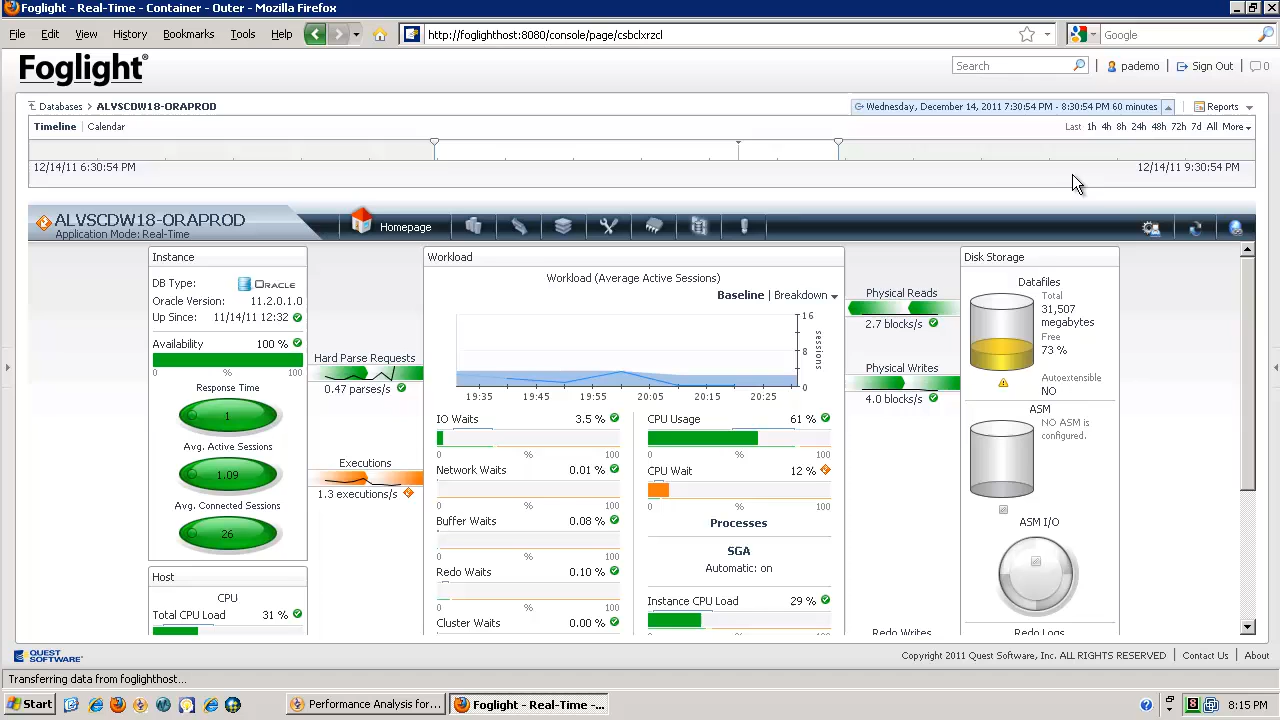 Foglight - Real-Time - Container - Outer - Mozilla Firefox
File Edit View History Bookmarks Tools Help
http://foglighthost:8080/console/page/csbclxrzcl
Google
Foglight®
Search
pademo
Sign Out
0
Databases > ALVSCDW18-ORAPROD
Wednesday, December 14, 2011 7:30:54 PM - 8:30:54 PM 60 minutes
Reports
Timeline Calendar
Last 1h 4h 8h 24h 48h 72h 7d All More
12/14/11 6:30:54 PM
12/14/11 9:30:54 PM
ALVSCDW18-ORAPROD
Application Mode: Real-Time
Homepage
Instance
DB Type: ORACLE
Oracle Version: 11.2.0.1.0
Up Since: 11/14/11 12:32
Availability 100 %
0 % 100
Response Time
1
Avg. Active Sessions
1.09
Avg. Connected Sessions
26
Host
CPU
Total CPU Load 31 %
Hard Parse Requests
0.47 parses/s
Executions
1.3 executions/s
Workload
Workload (Average Active Sessions)
Baseline | Breakdown
16
8
0
sessions
19:35 19:45 19:55 20:05 20:15 20:25
IO Waits 3.5 %
0 % 100
Network Waits 0.01 %
0 % 100
Buffer Waits 0.08 %
0 % 100
Redo Waits 0.10 %
0 % 100
Cluster Waits 0.00 %
CPU Usage 61 %
0 % 100
CPU Wait 12 %
0 % 100
Processes
SGA
Automatic: on
Instance CPU Load 29 %
0 % 100
Physical Reads
2.7 blocks/s
Physical Writes
4.0 blocks/s
Redo Writes
Disk Storage
Datafiles
Total
31,507
megabytes
Free
73 %
Autoextensible
NO
ASM
NO ASM is
configured.
ASM I/O
Redo Logs
QUEST SOFTWARE
Copyright 2011 Quest Software, Inc. ALL RIGHTS RESERVED | Contact Us | About
Transferring data from foglighthost...
Start
Performance Analysis for...
Foglight - Real-Time -...
8:15 PM